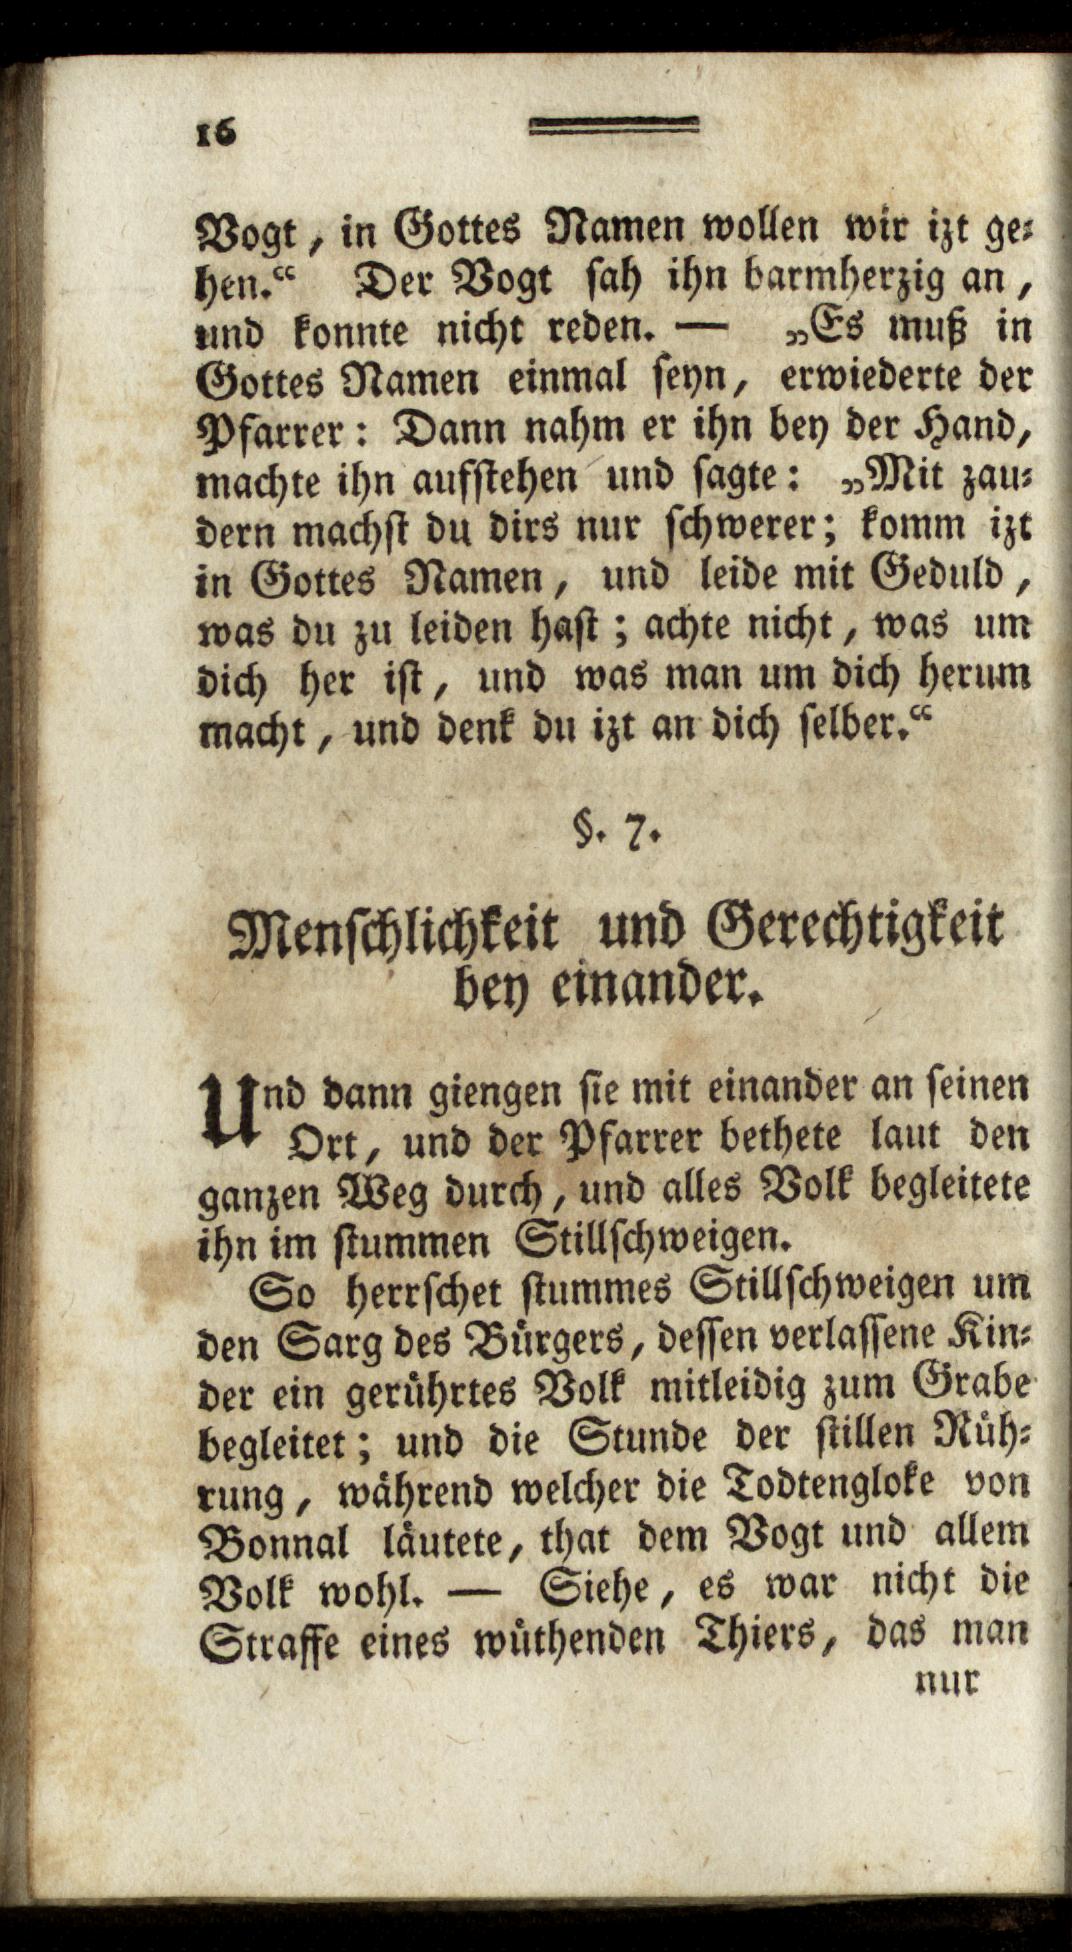 16
Vogt, in Gottes Namen wollen wir izt ge-
hen.“ Der Vogt sah ihn barmherzig an,
und konnte nicht reden. — „Es muß in
Gottes Namen einmal seyn, erwiederte der
Pfarrer: Dann nahm er ihn bey der Hand,
machte ihn aufstehen und sagte: „Mit zau-
dern machst du dirs nur schwerer; komm izt
in Gottes Namen, und leide mit Geduld,
was du zu leiden hast; achte nicht, was um
dich her ist, und was man um dich herum
macht, und denk du izt an dich selber.“
§. 7.
Menschlichkeit und Gerechtigkeit
bey einander.
Und dann giengen sie mit einander an seinen
Ort, und der Pfarrer bethete laut den
ganzen Weg durch, und alles Volk begleitete
ihn im stummen Stillschweigen.
So herrschet stummes Stillschweigen um
den Sarg des Bürgers, dessen verlassene Kin-
der ein gerührtes Volk mitleidig zum Grabe
begleitet; und die Stunde der stillen Rüh-
rung, während welcher die Todtengloke von
Bonnal läutete, that dem Vogt und allem
Volk wohl. — Siehe, es war nicht die
Straffe eines wüthenden Thiers, das man
nur